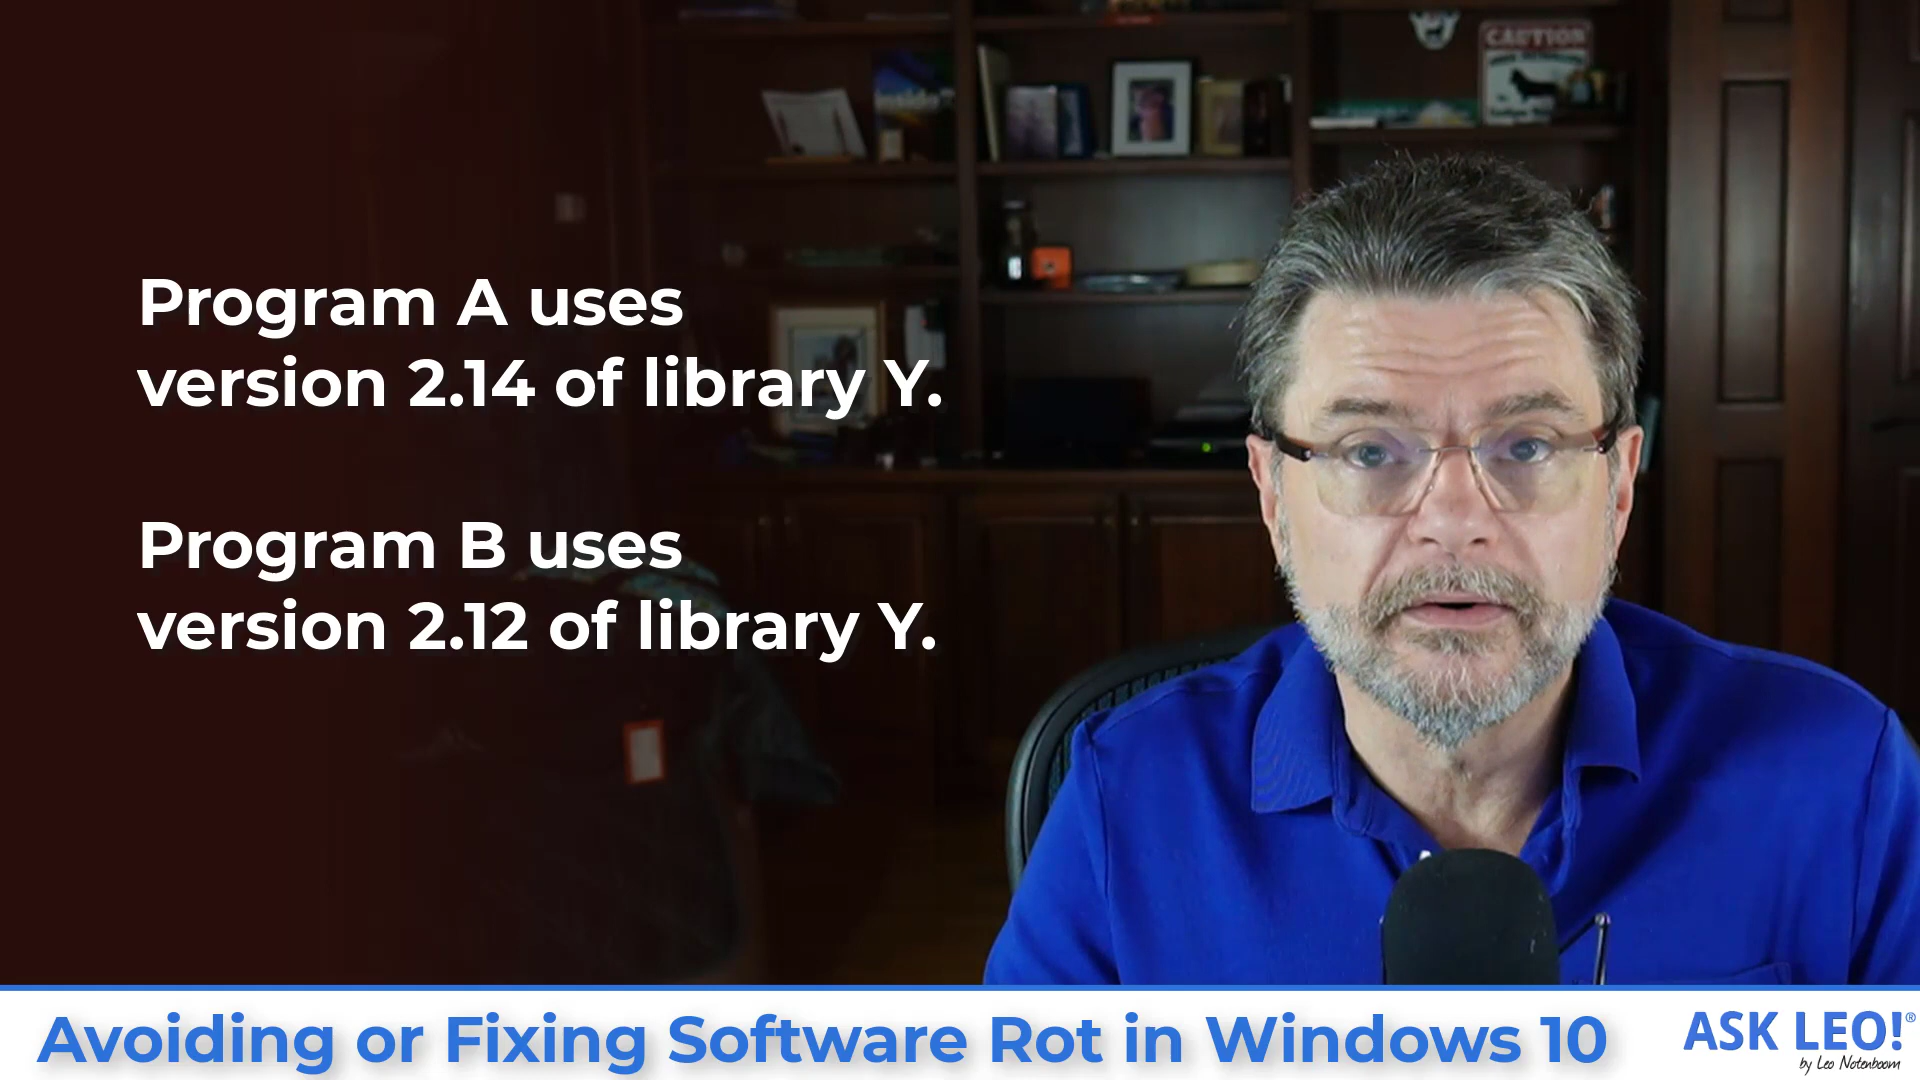 CAUTION
Program A uses
version 2.14 of library Y.
Program B uses
version 2.12 of library Y.
Avoiding or Fixing Software Rot in Windows 10
ASK LEO!®
by Leo Notenboom